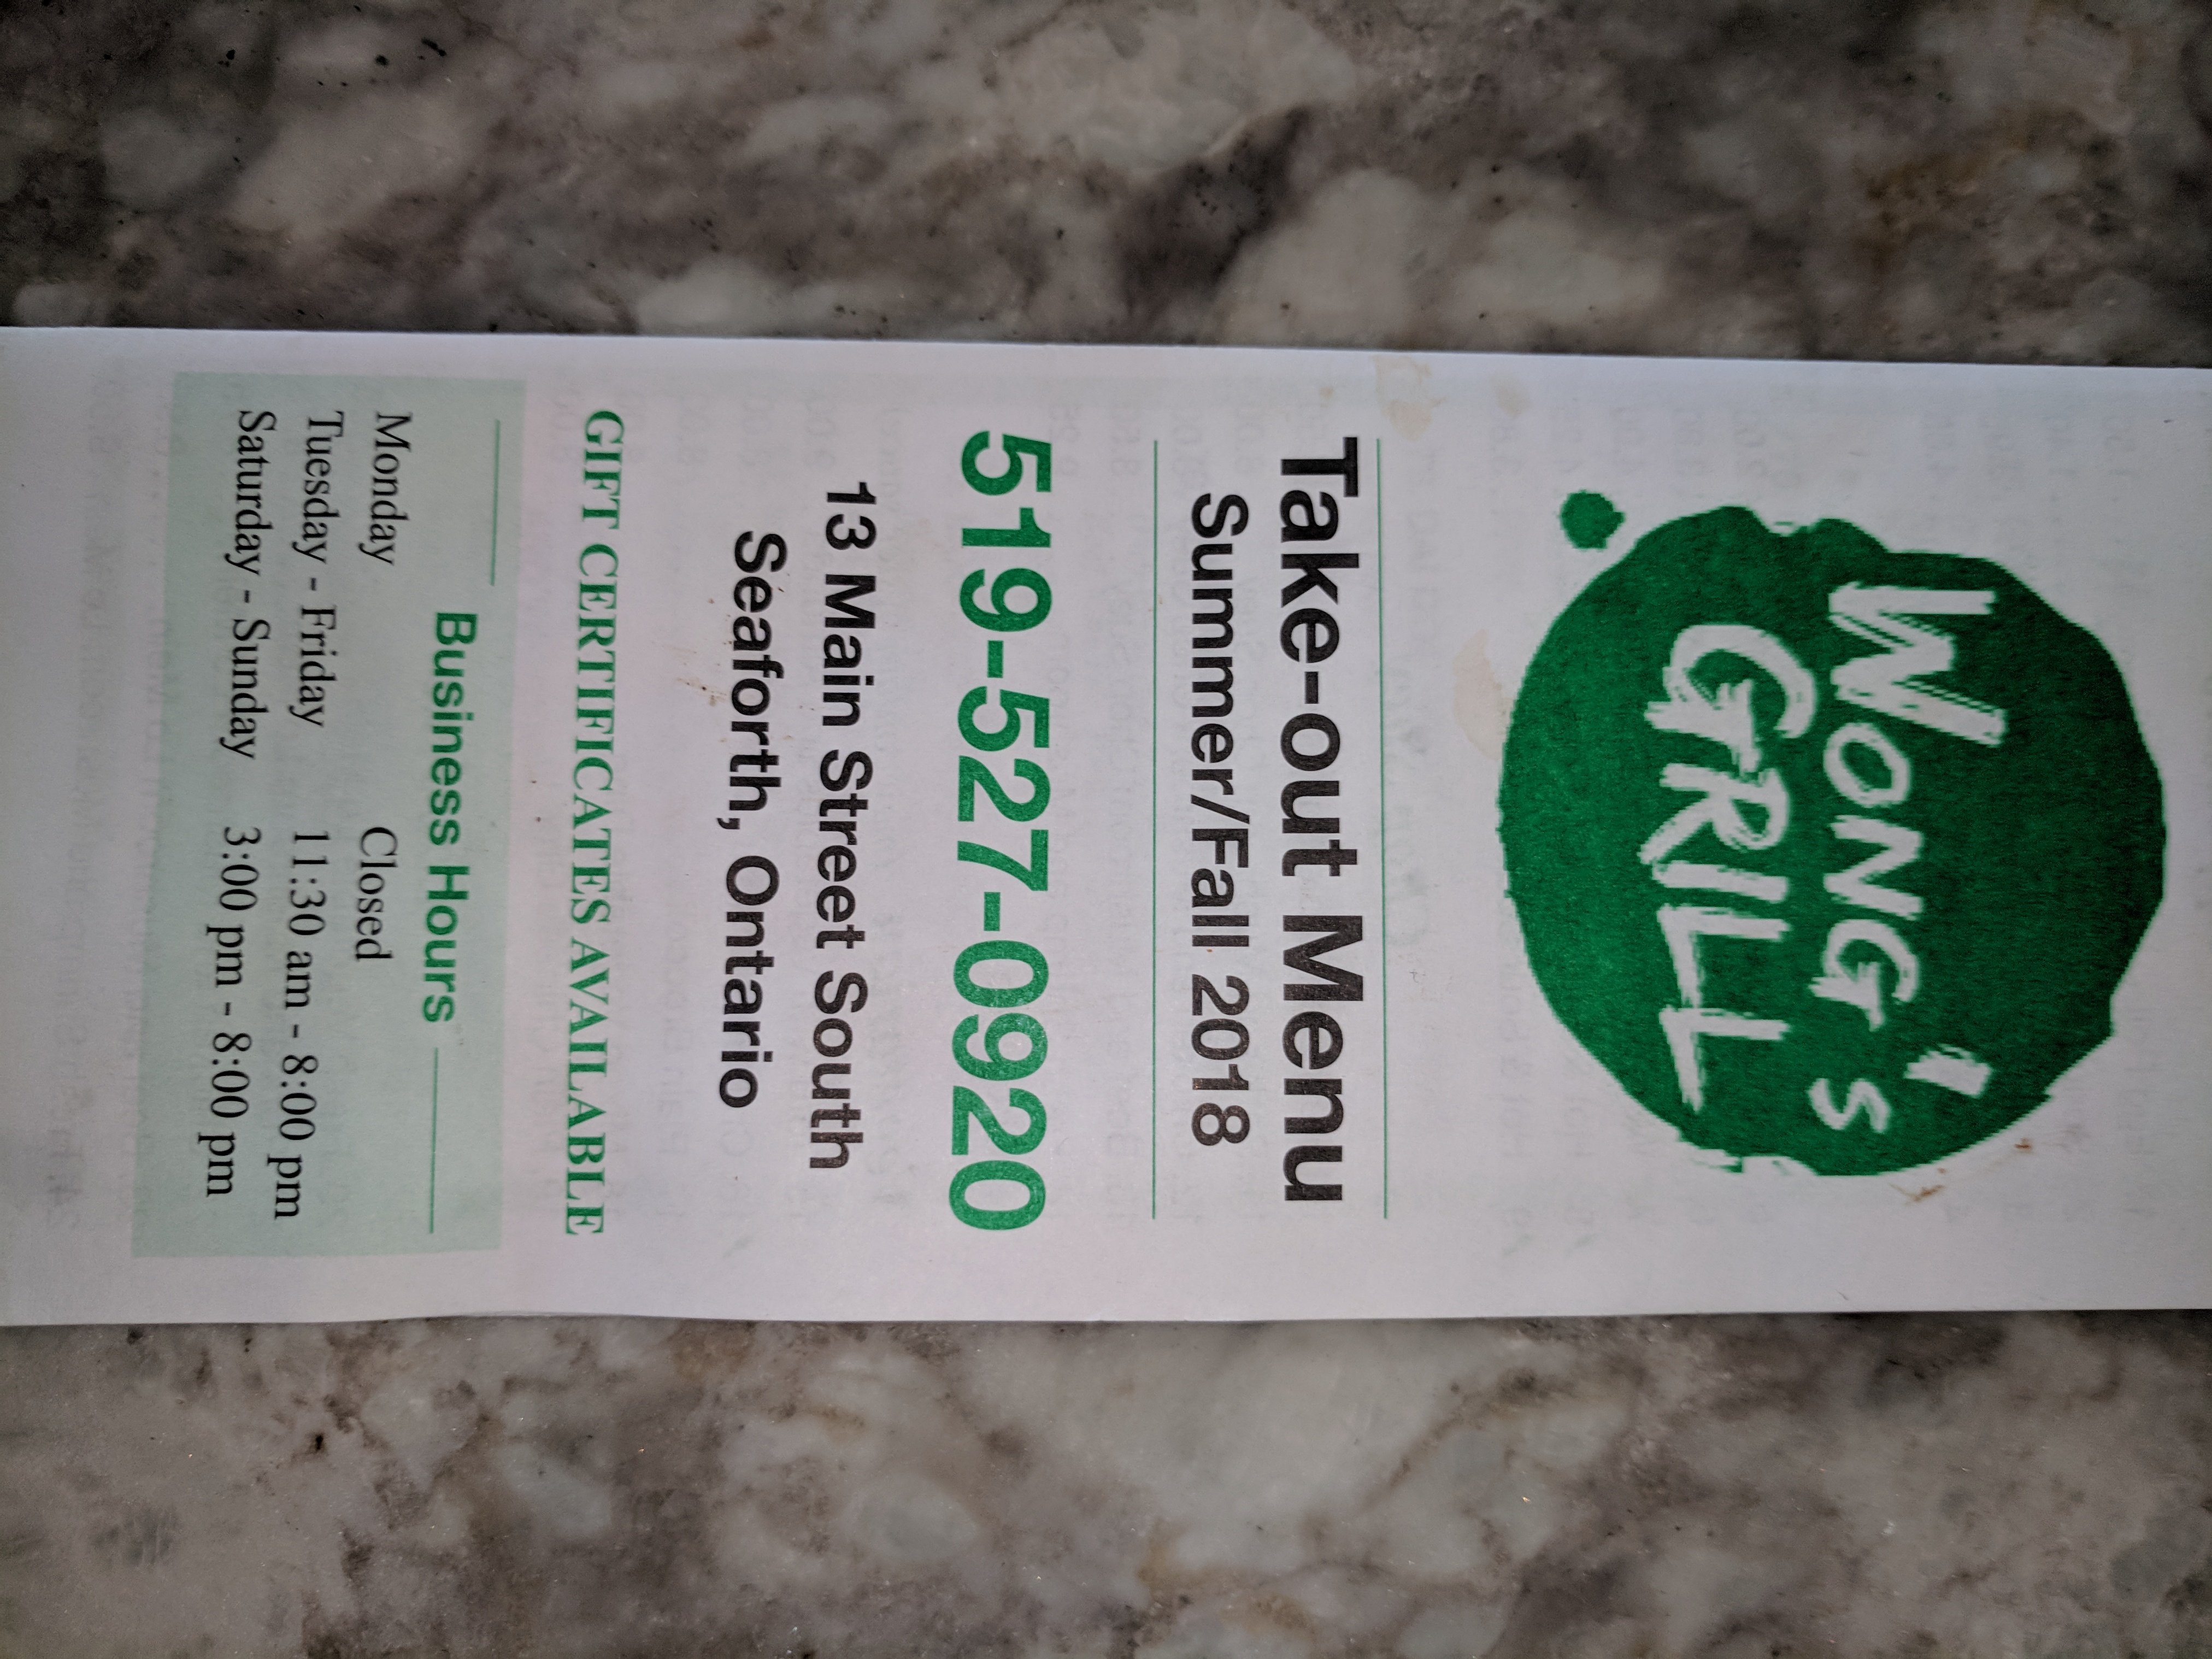 WONG'S
GRILL
Take-out Menu
Summer/Fall 2018
519-527-0920
13 Main Street South
Seaforth, Ontario
GIFT CERTIFICATES AVAILABLE
Business Hours
Monday Closed
Tuesday - Friday 11:30 am - 8:00 pm
Saturday - Sunday 3:00 pm - 8:00 pm